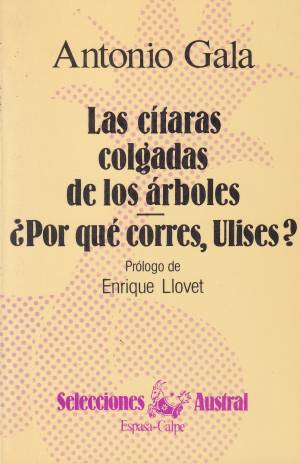 Antonio Gala
Las cítaras
colgadas
de los árboles
¿Por qué corres, Ulises?
Prólogo de
Enrique Llovet
Selecciones Austral
Espasa-Calpe